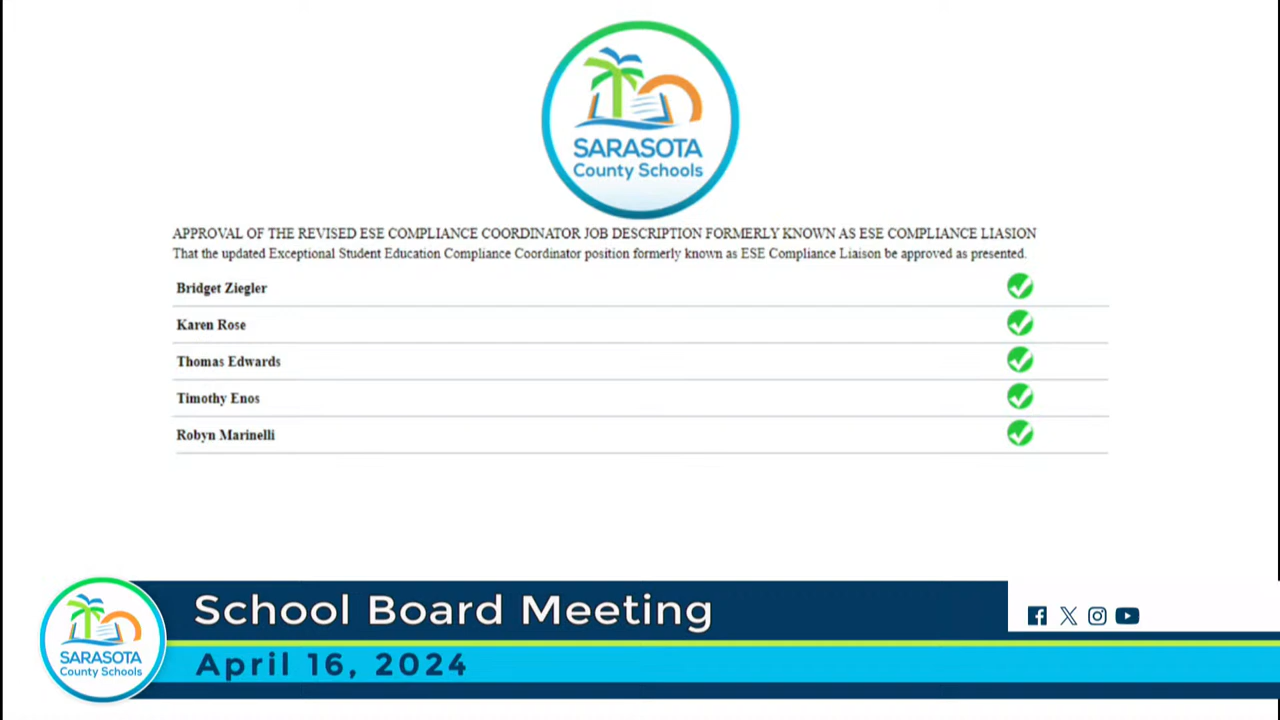 SARASOTA
County Schools
APPROVAL OF THE REVISED ESE COMPLIANCE COORDINATOR JOB DESCRIPTION FORMERLY KNOWN AS ESE COMPLIANCE LIASION
That the updated Exceptional Student Education Compliance Coordinator position formerly known as ESE Compliance Liaison be approved as presented.
Bridget Ziegler
Karen Rose
Thomas Edwards
Timothy Enos
Robyn Marinelli
School Board Meeting
April 16, 2024
SARASOTA
County Schools